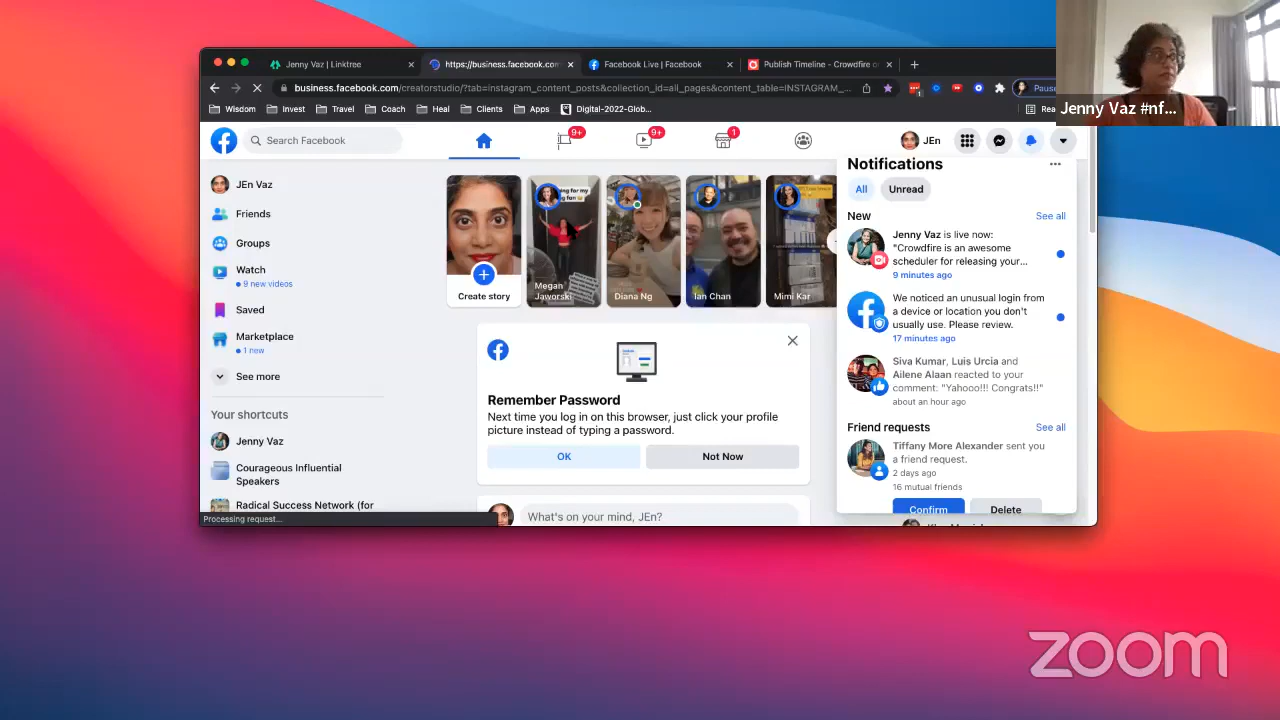 Jenny Vaz | Linktree
https://business.facebook.com
Facebook Live | Facebook
Publish Timeline - Crowdfire
business.facebook.com/creatorstudio/?tab=instagram_content_posts&collection_id=all_pages&content_table=INSTAGRAM_...
Wisdom
Invest
Travel
Coach
Heal
Clients
Apps
Digital-2022-Glob...
Jenny Vaz #nf...
Search Facebook
9+
9+
1
JEn
JEn Vaz
Friends
Groups
Watch
9 new videos
Saved
Marketplace
1 new
See more
Your shortcuts
Jenny Vaz
Courageous Influential
Speakers
Radical Success Network (for
Processing request...
Create story
Megan
Jaworski
Diana Ng
Ian Chan
Mimi Kar
Remember Password
Next time you log in on this browser, just click your profile
picture instead of typing a password.
OK
Not Now
What's on your mind, JEn?
Notifications
All
Unread
New
See all
Jenny Vaz is live now:
"Crowdfire is an awesome
scheduler for releasing your...
9 minutes ago
We noticed an unusual login from
a device or location you don't
usually use. Please review.
17 minutes ago
Siva Kumar, Luis Urcia and
Ailene Alaan reacted to your
comment: "Yahooo!!! Congrats!!"
about an hour ago
Friend requests
See all
Tiffany More Alexander sent you
a friend request.
2 days ago
16 mutual friends
Confirm
Delete
zoom